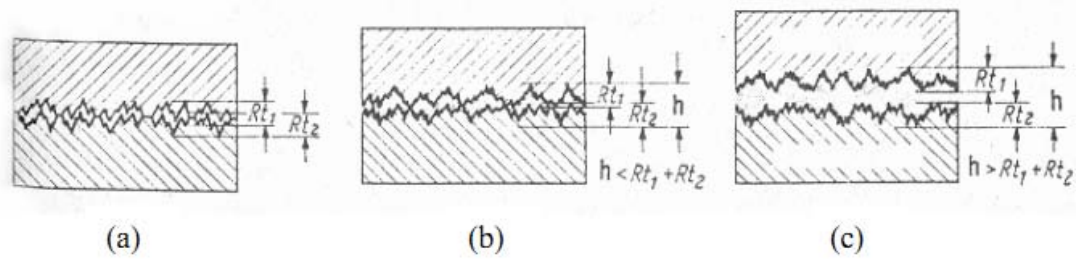 Rt₁
Rt₂
Rt₁
Rt₂
h
h < Rt₁ + Rt₂
Rt₁
Rt₂
h
h > Rt₁ + Rt₂
(a)
(b)
(c)